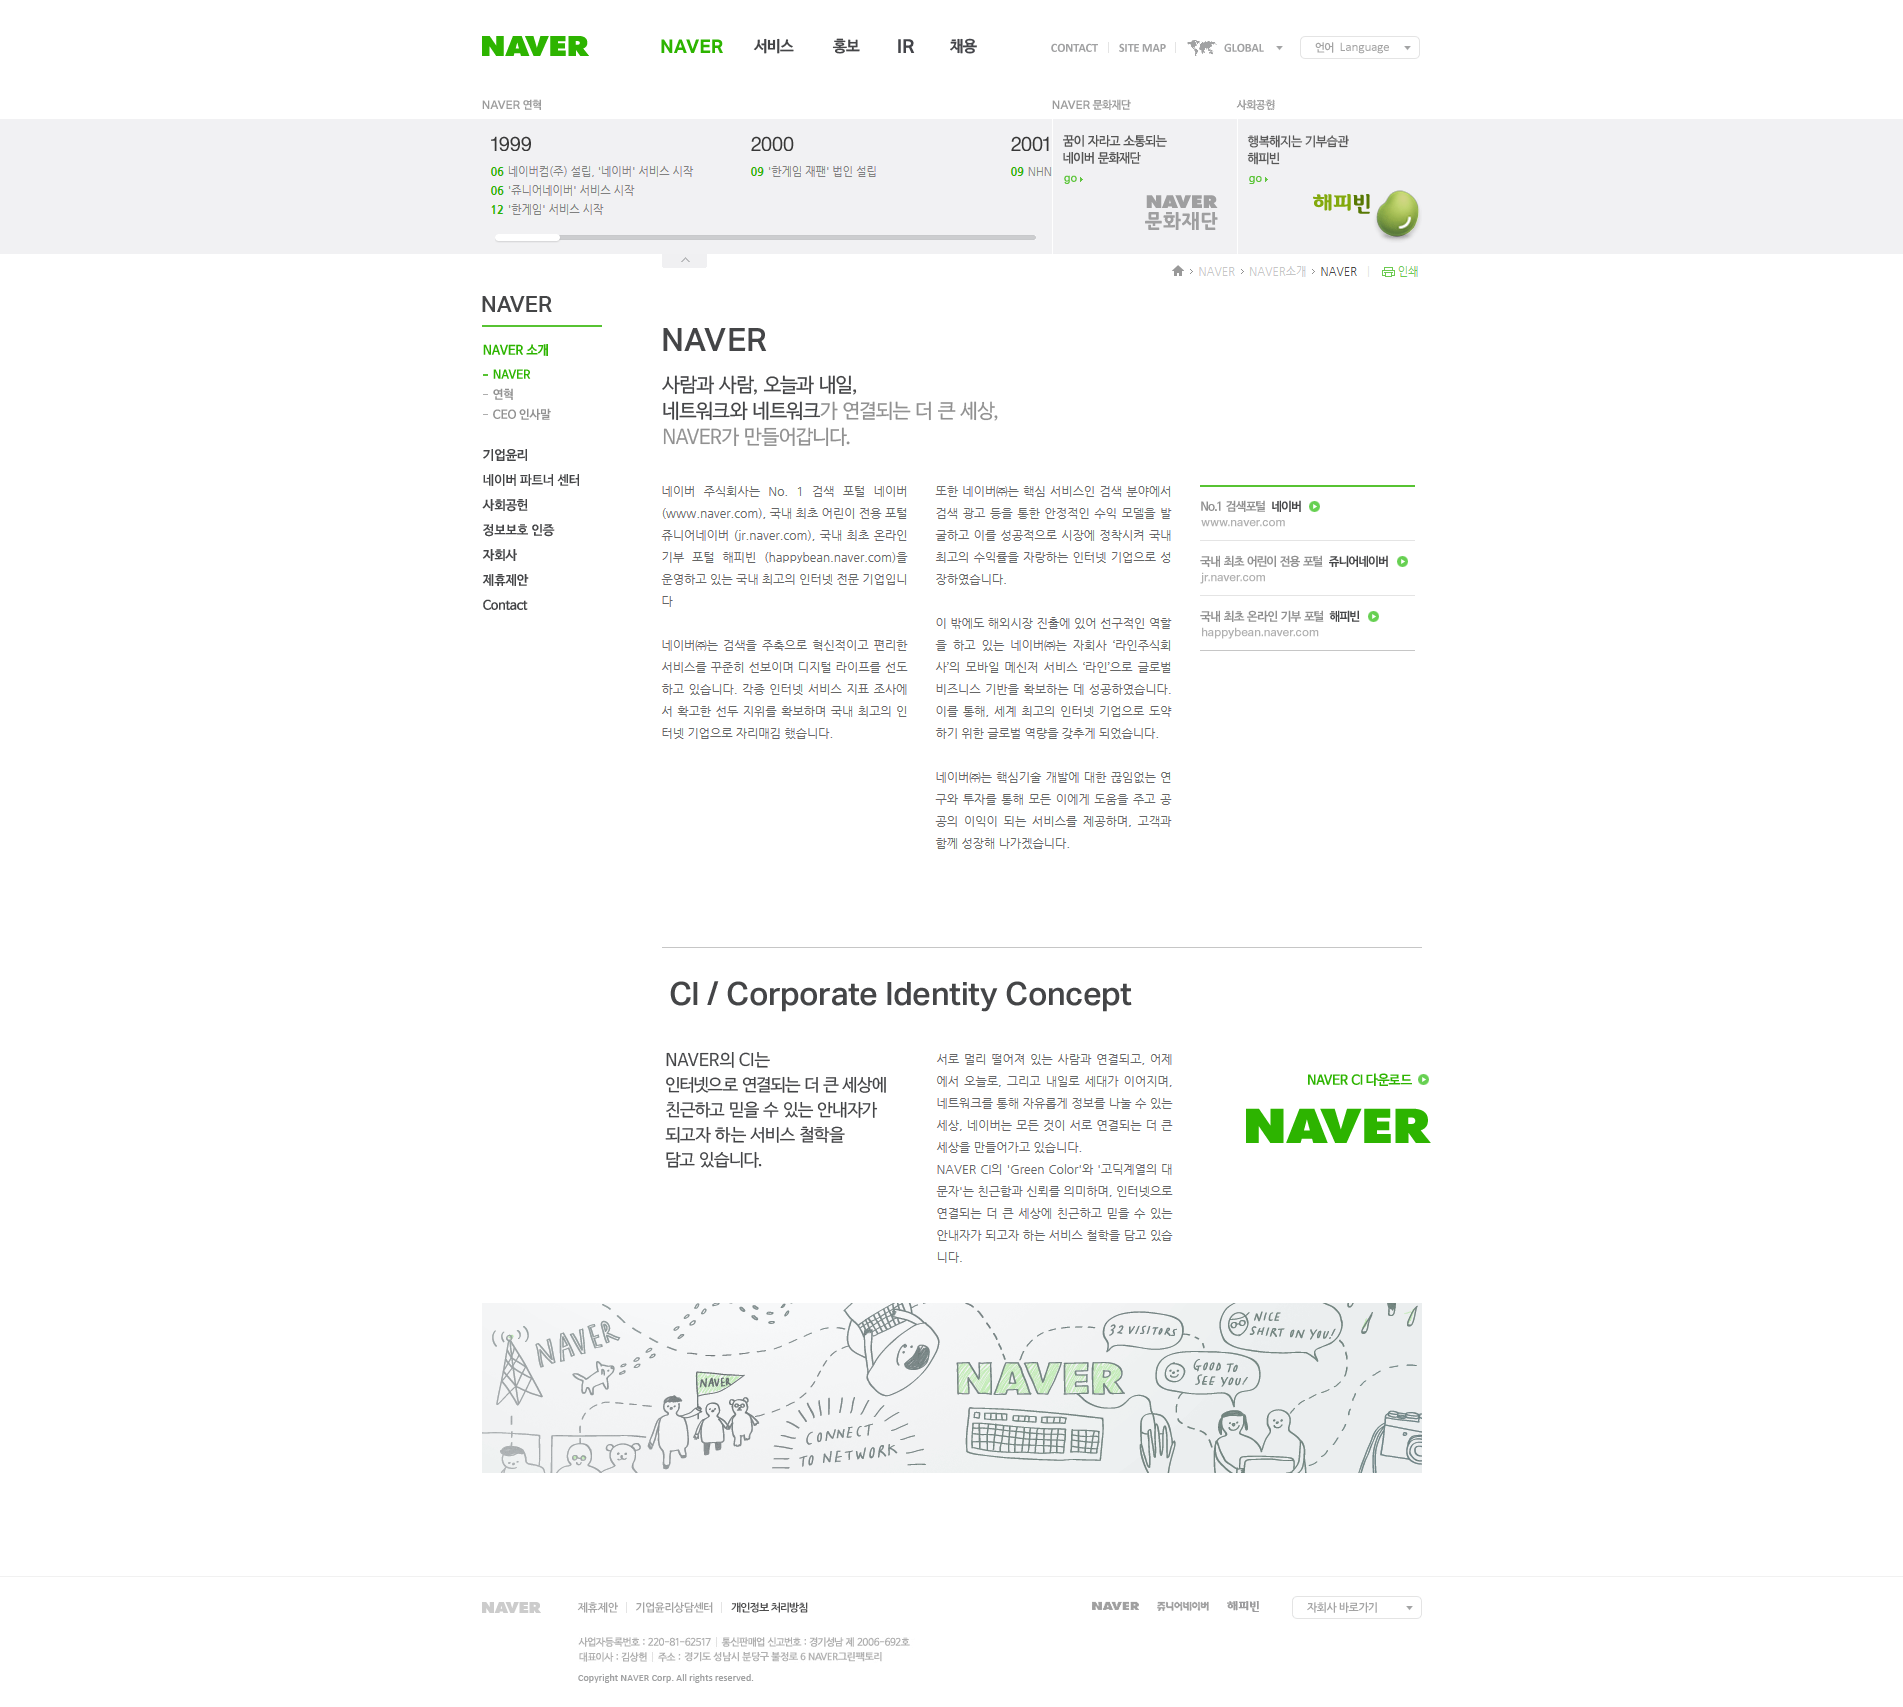 NAVER
NAVER 서비스 홍보 IR 채용
CONTACT SITE MAP GLOBAL 언어 Language
NAVER 연혁
1999
06 네이버컴(주) 설립, '네이버' 서비스 시작
06 '쥬니어네이버' 서비스 시작
12 '한게임' 서비스 시작
2000
09 '한게임 재팬' 법인 설립
2001
09 NHN
NAVER 문화재단
꿈이 자라고 소통되는
네이버 문화재단
go
NAVER
문화재단
사회공헌
행복해지는 기부습관
해피빈
go
해피빈
NAVER NAVER소개 NAVER 인쇄
NAVER
NAVER 소개
- NAVER
- 연혁
- CEO 인사말
기업윤리
네이버 파트너 센터
사회공헌
정보보호 인증
자회사
제휴제안
Contact
NAVER
사람과 사람, 오늘과 내일,
네트워크와 네트워크가 연결되는 더 큰 세상,
NAVER가 만들어갑니다.
네이버 주식회사는 No. 1 검색 포털 네이버
(www.naver.com), 국내 최초 어린이 전용 포털
쥬니어네이버 (jr.naver.com), 국내 최초 온라인
기부 포털 해피빈 (happybean.naver.com)을
운영하고 있는 국내 최고의 인터넷 전문 기업입니
다
네이버㈜는 검색을 주축으로 혁신적이고 편리한
서비스를 꾸준히 선보이며 디지털 라이프를 선도
하고 있습니다. 각종 인터넷 서비스 지표 조사에
서 확고한 선두 지위를 확보하며 국내 최고의 인
터넷 기업으로 자리매김 했습니다.
또한 네이버㈜는 핵심 서비스인 검색 분야에서
검색 광고 등을 통한 안정적인 수익 모델을 발
굴하고 이를 성공적으로 시장에 정착시켜 국내
최고의 수익률을 자랑하는 인터넷 기업으로 성
장하였습니다.
이 밖에도 해외시장 진출에 있어 선구적인 역할
을 하고 있는 네이버㈜는 자회사 ‘라인주식회
사’의 모바일 메신저 서비스 ‘라인’으로 글로벌
비즈니스 기반을 확보하는 데 성공하였습니다.
이를 통해, 세계 최고의 인터넷 기업으로 도약
하기 위한 글로벌 역량을 갖추게 되었습니다.
네이버㈜는 핵심기술 개발에 대한 끊임없는 연
구와 투자를 통해 모든 이에게 도움을 주고 공
공의 이익이 되는 서비스를 제공하며, 고객과
함께 성장해 나가겠습니다.
No.1 검색포털 네이버
www.naver.com
국내 최초 어린이 전용 포털 쥬니어네이버
jr.naver.com
국내 최초 온라인 기부 포털 해피빈
happybean.naver.com
CI / Corporate Identity Concept
NAVER의 CI는
인터넷으로 연결되는 더 큰 세상에
친근하고 믿을 수 있는 안내자가
되고자 하는 서비스 철학을
담고 있습니다.
서로 멀리 떨어져 있는 사람과 연결되고, 어제
에서 오늘로, 그리고 내일로 세대가 이어지며,
네트워크를 통해 자유롭게 정보를 나눌 수 있는
세상, 네이버는 모든 것이 서로 연결되는 더 큰
세상을 만들어가고 있습니다.
NAVER CI의 'Green Color'와 '고딕계열의 대
문자'는 친근함과 신뢰를 의미하며, 인터넷으로
연결되는 더 큰 세상에 친근하고 믿을 수 있는
안내자가 되고자 하는 서비스 철학을 담고 있습
니다.
NAVER CI 다운로드
NAVER
NAVER
NAVER
CONNECT
TO NETWORK
NAVER
32 VISITORS
NICE
SHIRT ON YOU!
GOOD TO
SEE YOU!
NAVER
제휴제안 기업윤리상담센터 개인정보 처리방침
NAVER 쥬니어네이버 해피빈 자회사 바로가기
사업자등록번호 : 220-81-62517 통신판매업 신고번호 : 경기성남 제 2006-692호
대표이사 : 김상헌 주소 : 경기도 성남시 분당구 불정로 6 NAVER그린팩토리
Copyright NAVER Corp. All rights reserved.